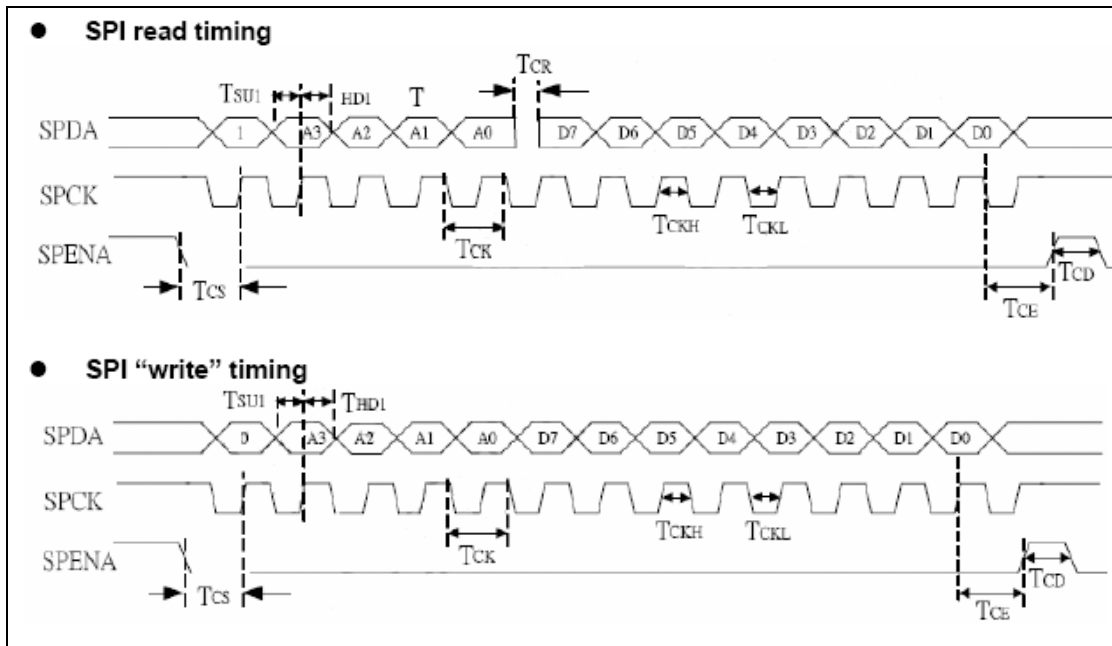 ● SPI read timing
TCR
TSU1 HD1 T
SPDA 1 A3 A2 A1 A0 D7 D6 D5 D4 D3 D2 D1 D0
SPCK
TCK TCKH TCKL
SPENA
TCS TCE TCD
● SPI “write” timing
TSU1 THD1
SPDA 0 A3 A2 A1 A0 D7 D6 D5 D4 D3 D2 D1 D0
SPCK
TCK TCKH TCKL
SPENA
TCS TCE TCD